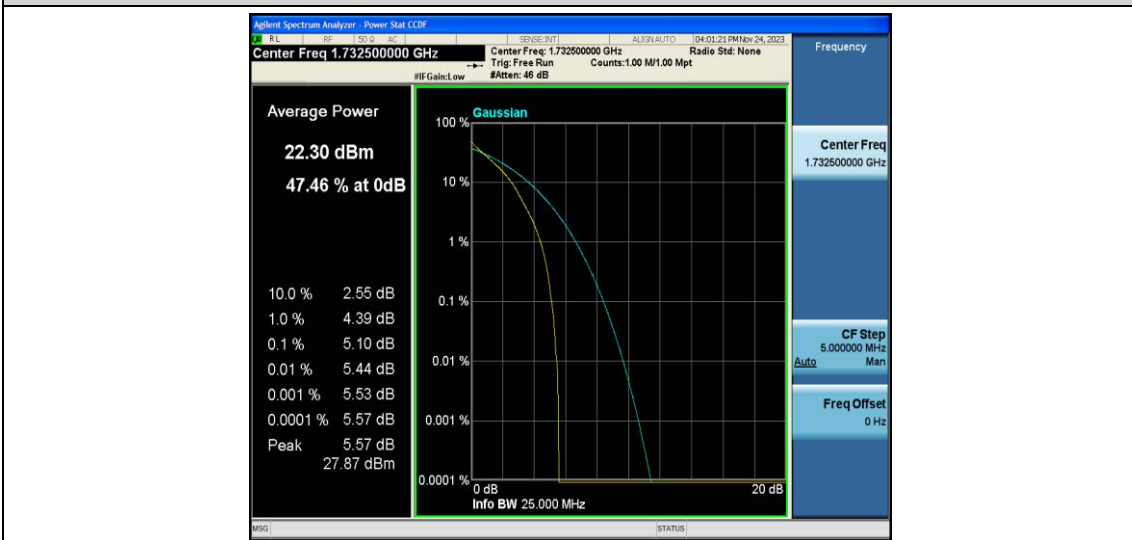 Agilent Spectrum Analyzer - Power Stat CCDF
RL RF 50 Ω AC SENSE:INT ALIGN AUTO 04:01:21 PM Nov 24, 2023
Center Freq 1.732500000 GHz
Center Freq: 1.732500000 GHz Radio Std: None
Trig: Free Run Counts:1.00 M/1.00 Mpt
#IFGain:Low #Atten: 46 dB
Frequency
Average Power
22.30 dBm
47.46 % at 0dB
10.0 % 2.55 dB
1.0 % 4.39 dB
0.1 % 5.10 dB
0.01 % 5.44 dB
0.001 % 5.53 dB
0.0001 % 5.57 dB
Peak 5.57 dB
27.87 dBm
Gaussian
100 %
10 %
1 %
0.1 %
0.01 %
0.001 %
0.0001 %
0 dB 20 dB
Info BW 25.000 MHz
Center Freq
1.732500000 GHz
CF Step
5.000000 MHz
Auto Man
Freq Offset
0 Hz
MSG STATUS